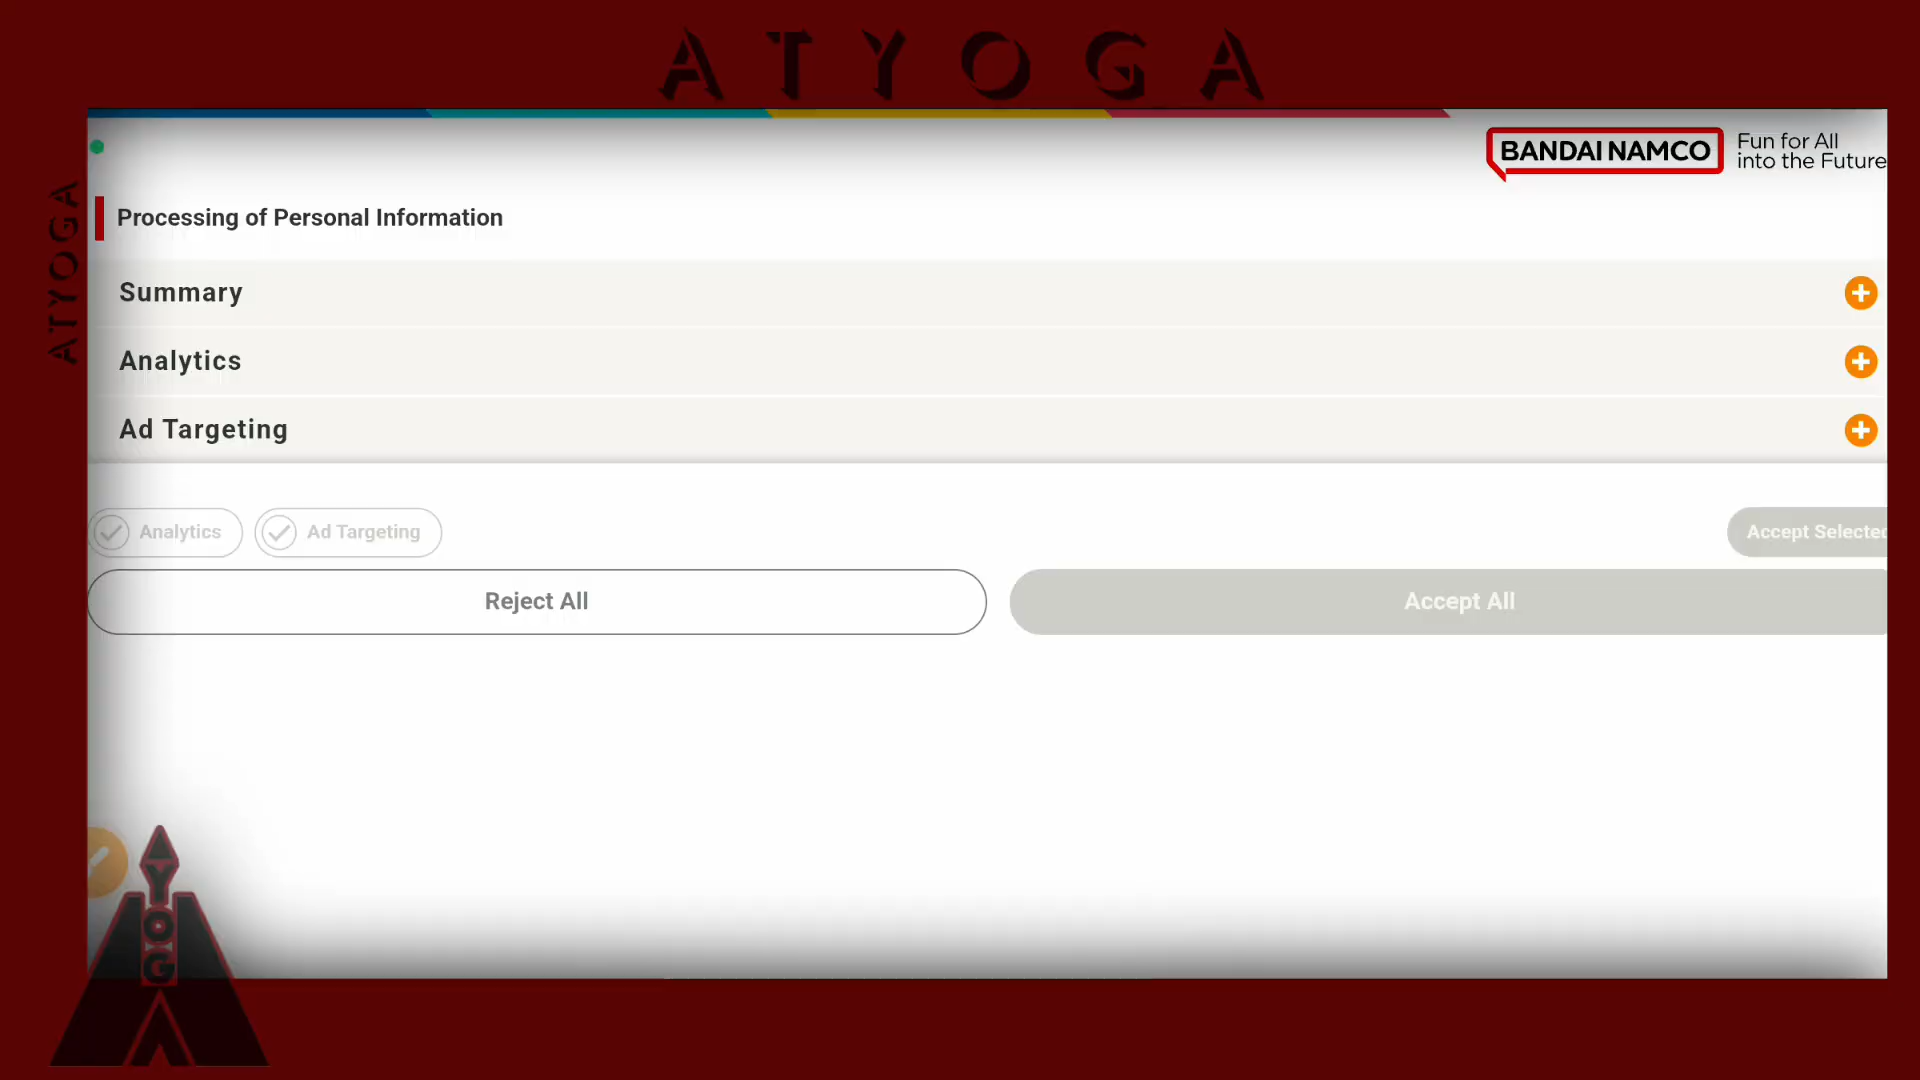 ATYOGA
BANDAI NAMCO
Fun for All
into the Future
ATYOGA
Processing of Personal Information
Summary
Analytics
Ad Targeting
Analytics
Ad Targeting
Accept Selected
Reject All
Accept All
AYOGA